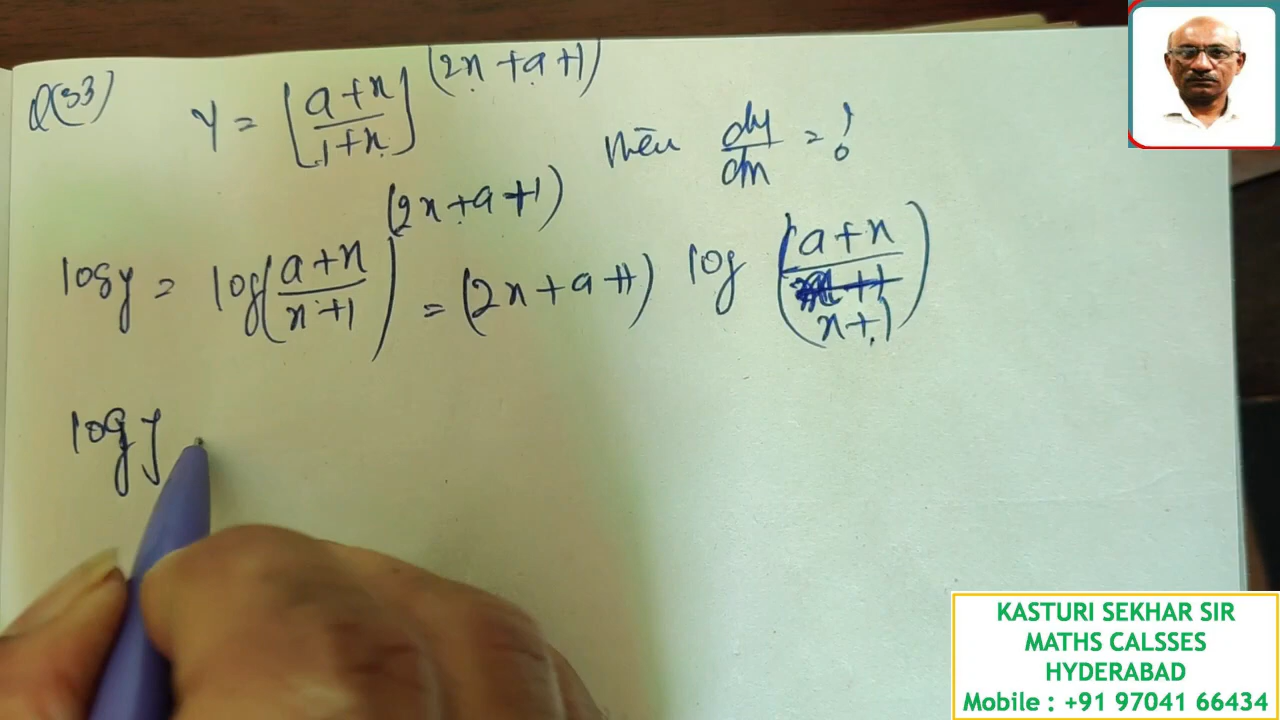 Q(33)
y = [a+x / 1+x]^(2x+a+1) then dy/dx = ?
log y = log(a+x / x+1)^(2x+a+1) = (2x+a+1) log (a+x / x+1)
log y
KASTURI SEKHAR SIR
MATHS CALSSES
HYDERABAD
Mobile : +91 97041 66434